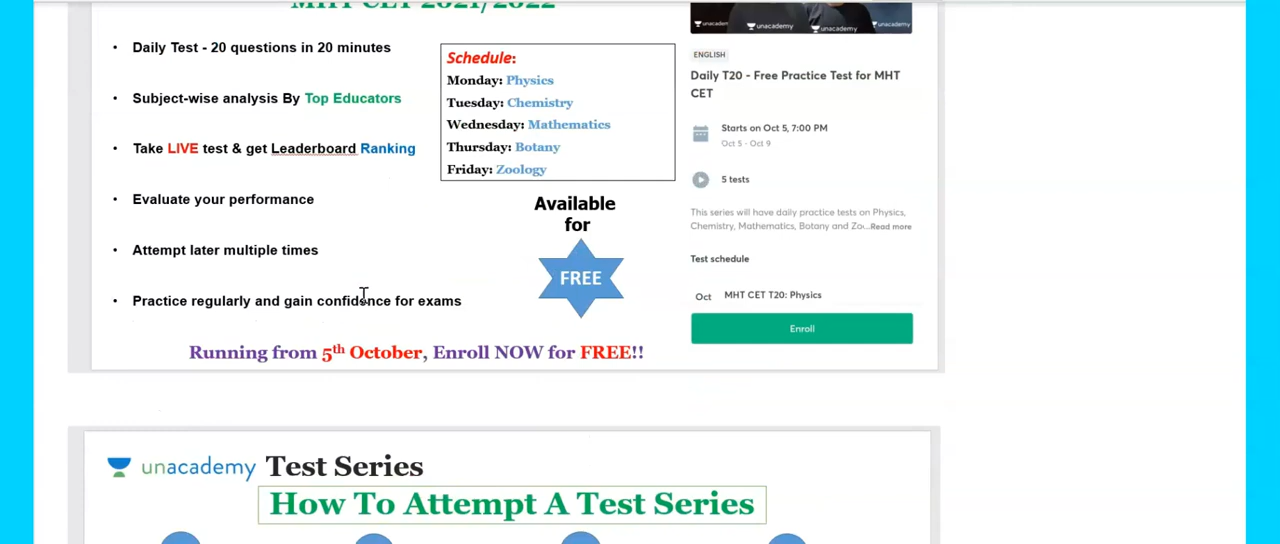 MHT CET 2021/2022
• Daily Test - 20 questions in 20 minutes
• Subject-wise analysis By Top Educators
• Take LIVE test & get Leaderboard Ranking
• Evaluate your performance
• Attempt later multiple times
• Practice regularly and gain confidence for exams
Schedule:
Monday: Physics
Tuesday: Chemistry
Wednesday: Mathematics
Thursday: Botany
Friday: Zoology
Available
for
FREE
Running from 5th October, Enroll NOW for FREE!!
unacademy unacademy unacademy unacademy
ENGLISH
Daily T20 - Free Practice Test for MHT
CET
Starts on Oct 5, 7:00 PM
Oct 5 - Oct 9
5 tests
This series will have daily practice tests on Physics,
Chemistry, Mathematics, Botany and Zo...Read more
Test schedule
Oct MHT CET T20: Physics
Enroll
unacademy Test Series
How To Attempt A Test Series